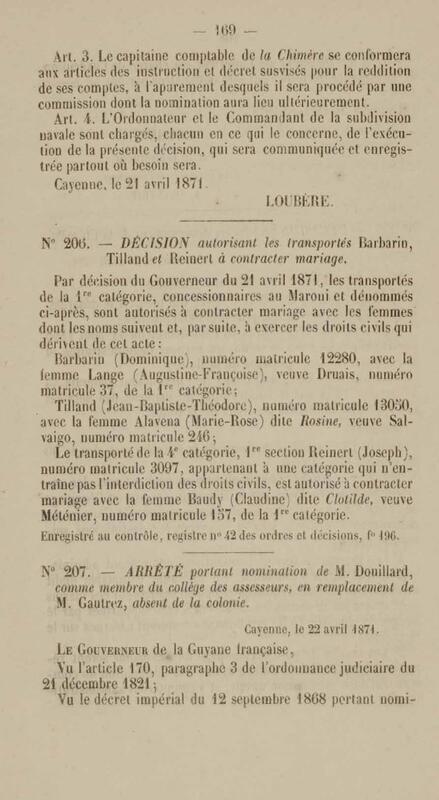 — 169 —
Art. 3. Le capitaine comptable de la Chimère se conformera
aux articles des instruction et décret susvisés pour la reddition
de ses comptes, à l'apurement desquels il sera procédé par une
commission dont la nomination aura lieu ultérieurement.
Art. 4. L'Ordonnateur et le Commandant de la subdivision
navale sont chargés, chacun en ce qui le concerne, de l'exécu-
tion de la présente décision, qui sera communiquée et enregis-
trée partout où besoin sera.
Cayenne, le 21 avril 1871.
LOUBÈRE.
N° 206. — DÉCISION autorisant les transportés Barbarin,
Tilland et Reinert à contracter mariage.
Par décision du Gouverneur du 21 avril 1871, les transportés
de la 1re catégorie, concessionnaires au Maroni et dénommés
ci-après, sont autorisés à contracter mariage avec les femmes
dont les noms suivent et, par suite, à exercer les droits civils qui
dérivent de cet acte :
Barbarin (Dominique), numéro matricule 12280, avec la
femme Lange (Augustine-Françoise), veuve Druais, numéro
matricule 37, de la 1re catégorie;
Tilland (Jean-Baptiste-Théodore), numéro matricule 13050,
avec la femme Alavena (Marie-Rose) dite Rosine, veuve Sal-
vaigo, numéro matricule 246;
Le transporté de la 4e catégorie, 1re section Reinert (Joseph),
numéro matricule 3097, appartenant à une catégorie qui n'en-
traîne pas l'interdiction des droits civils, est autorisé à contracter
mariage avec la femme Baudy (Claudine) dite Clotilde, veuve
Méténier, numéro matricule 157, de la 1re catégorie.
Enregistré au contrôle, registre n° 42 des ordres et décisions, f° 196.
N° 207. — ARRÊTÉ portant nomination de M. Douillard,
comme membre du collége des assesseurs, en remplacement de
M. Gautrez, absent de la colonie.
Cayenne, le 22 avril 1871.
LE GOUVERNEUR de la Guyane française,
Vu l'article 170, paragraphe 3 de l'ordonnance judiciaire du
21 décembre 1821;
Vu le décret impérial du 12 septembre 1868 portant nomi-